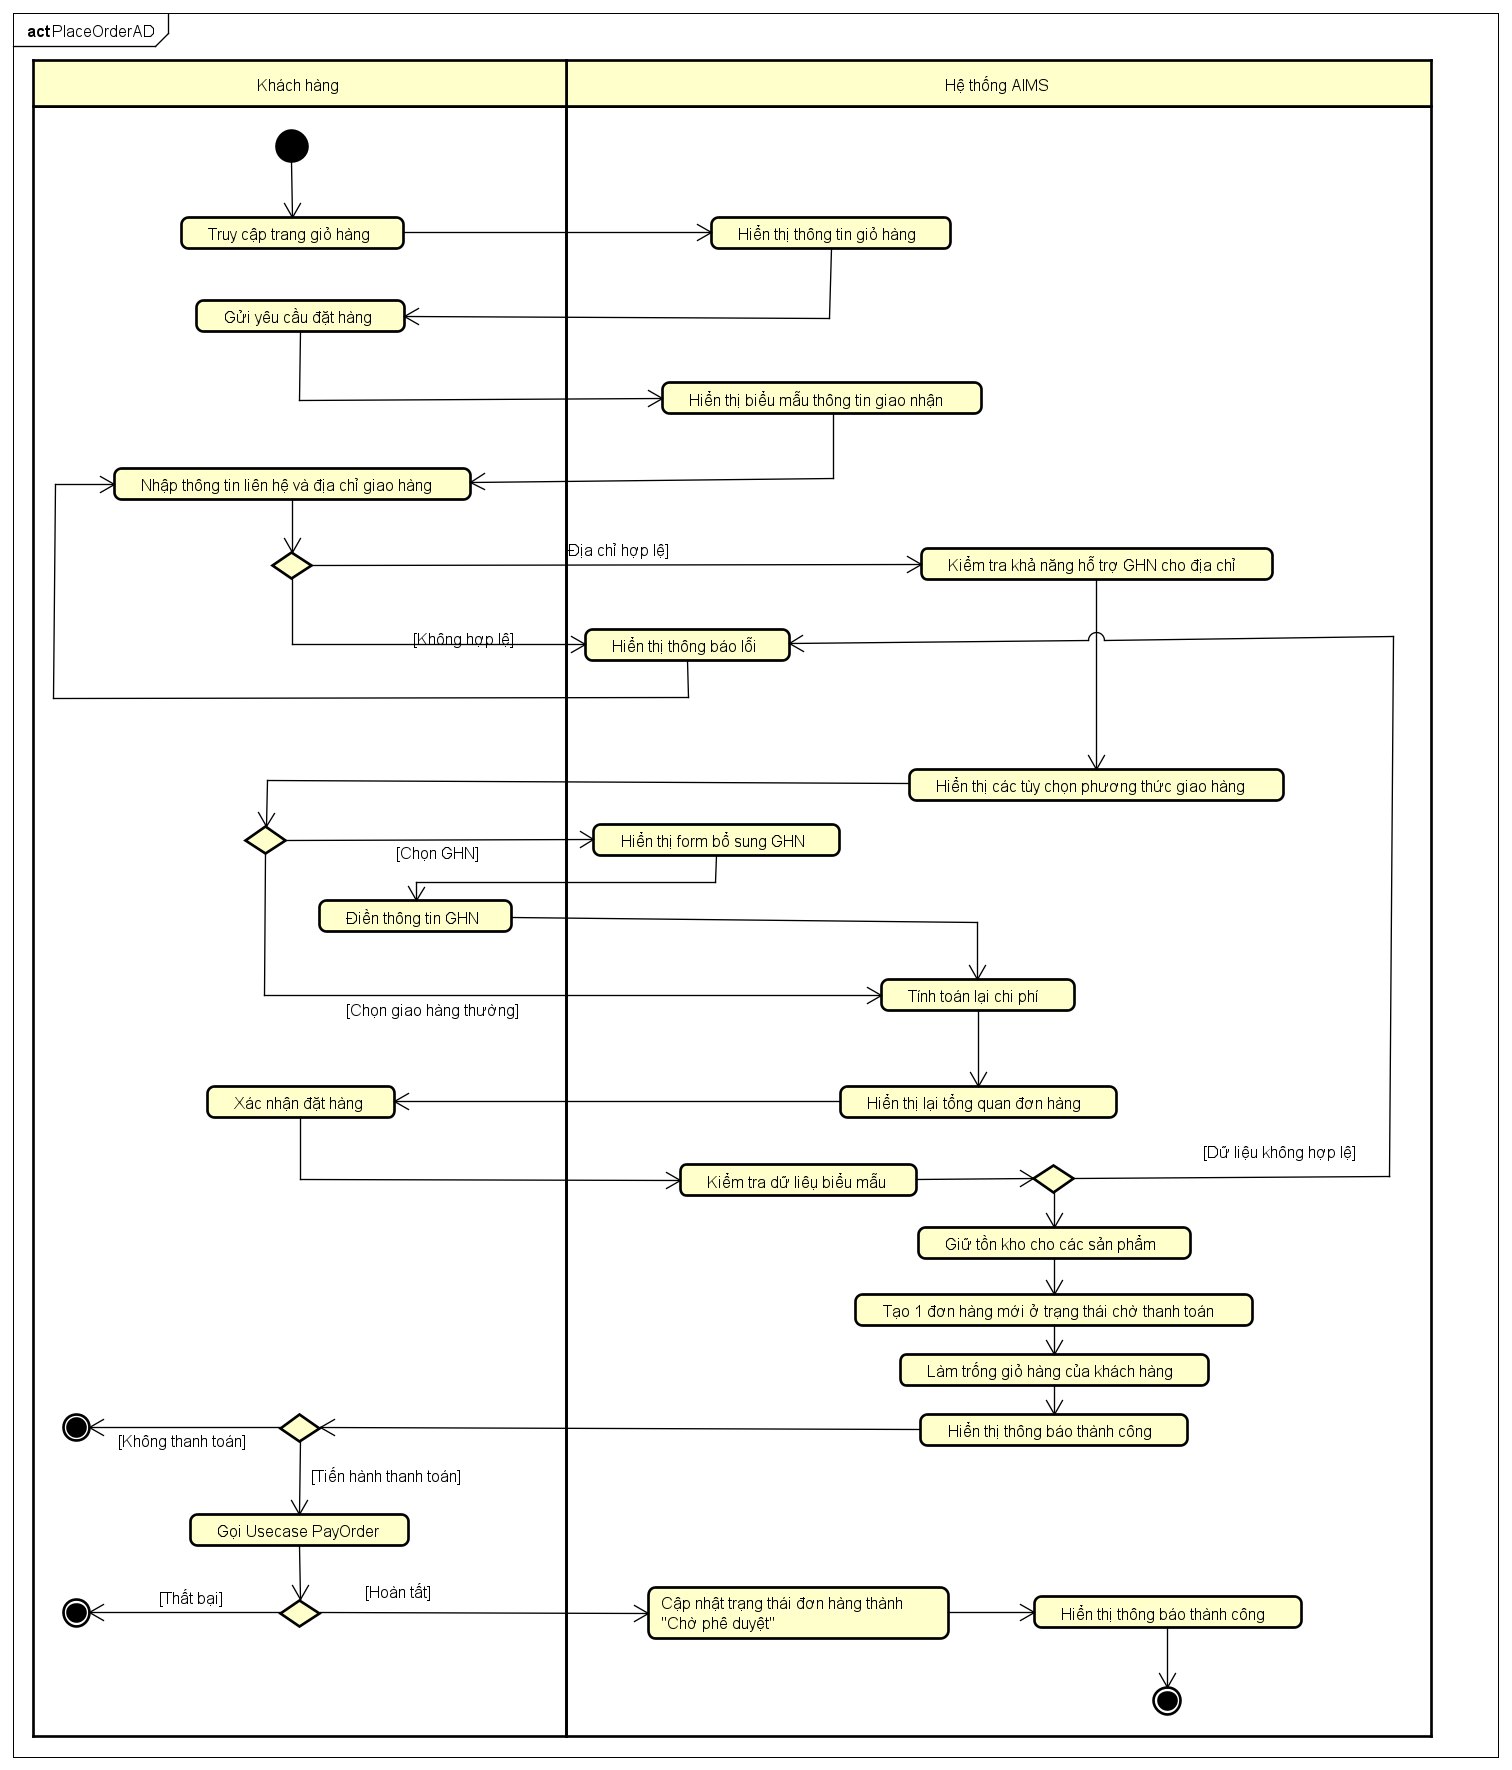 act PlaceOrderAD
Khách hàng
Hệ thống AIMS
Truy cập trang giỏ hàng
Hiển thị thông tin giỏ hàng
Gửi yêu cầu đặt hàng
Hiển thị biểu mẫu thông tin giao nhận
Nhập thông tin liên hệ và địa chỉ giao hàng
Địa chỉ hợp lệ]
Kiểm tra khả năng hỗ trợ GHN cho địa chỉ
[Không hợp lệ]
Hiển thị thông báo lỗi
Hiển thị các tùy chọn phương thức giao hàng
Hiển thị form bổ sung GHN
[Chọn GHN]
Điền thông tin GHN
Tính toán lại chi phí
[Chọn giao hàng thường]
Xác nhận đặt hàng
Hiển thị lại tổng quan đơn hàng
[Dữ liệu không hợp lệ]
Kiểm tra dữ liêụ biểu mẫu
Giữ tồn kho cho các sản phẩm
Tạo 1 đơn hàng mới ở trạng thái chờ thanh toán
Làm trống giỏ hàng của khách hàng
Hiển thị thông báo thành công
[Không thanh toán]
[Tiến hành thanh toán]
Gọi Usecase PayOrder
[Thất bại]
[Hoàn tất]
Cập nhật trạng thái đơn hàng thành
"Chờ phê duyệt"
Hiển thị thông báo thành công